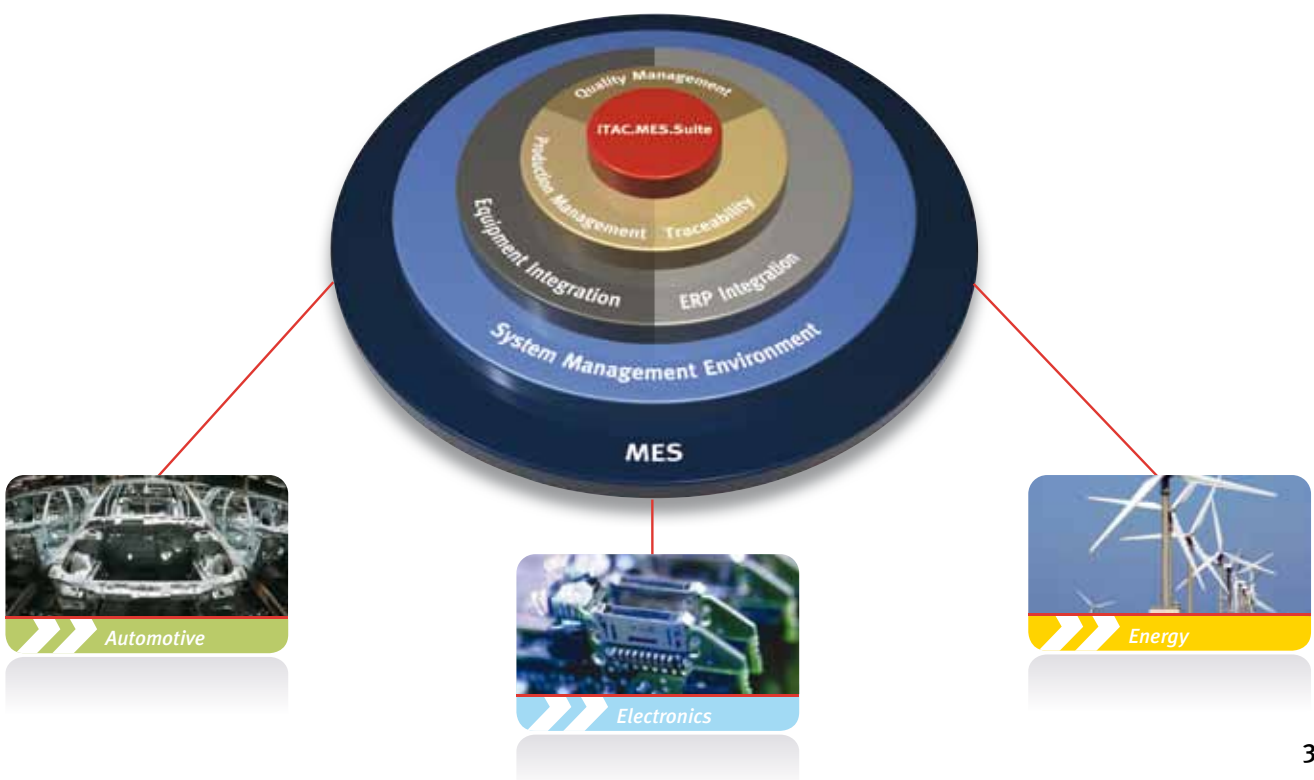 Quality Management
iTAC.MES.Suite
Production Management
Traceability
Equipment Integration
ERP Integration
System Management Environment
MES
Automotive
Electronics
Energy
3